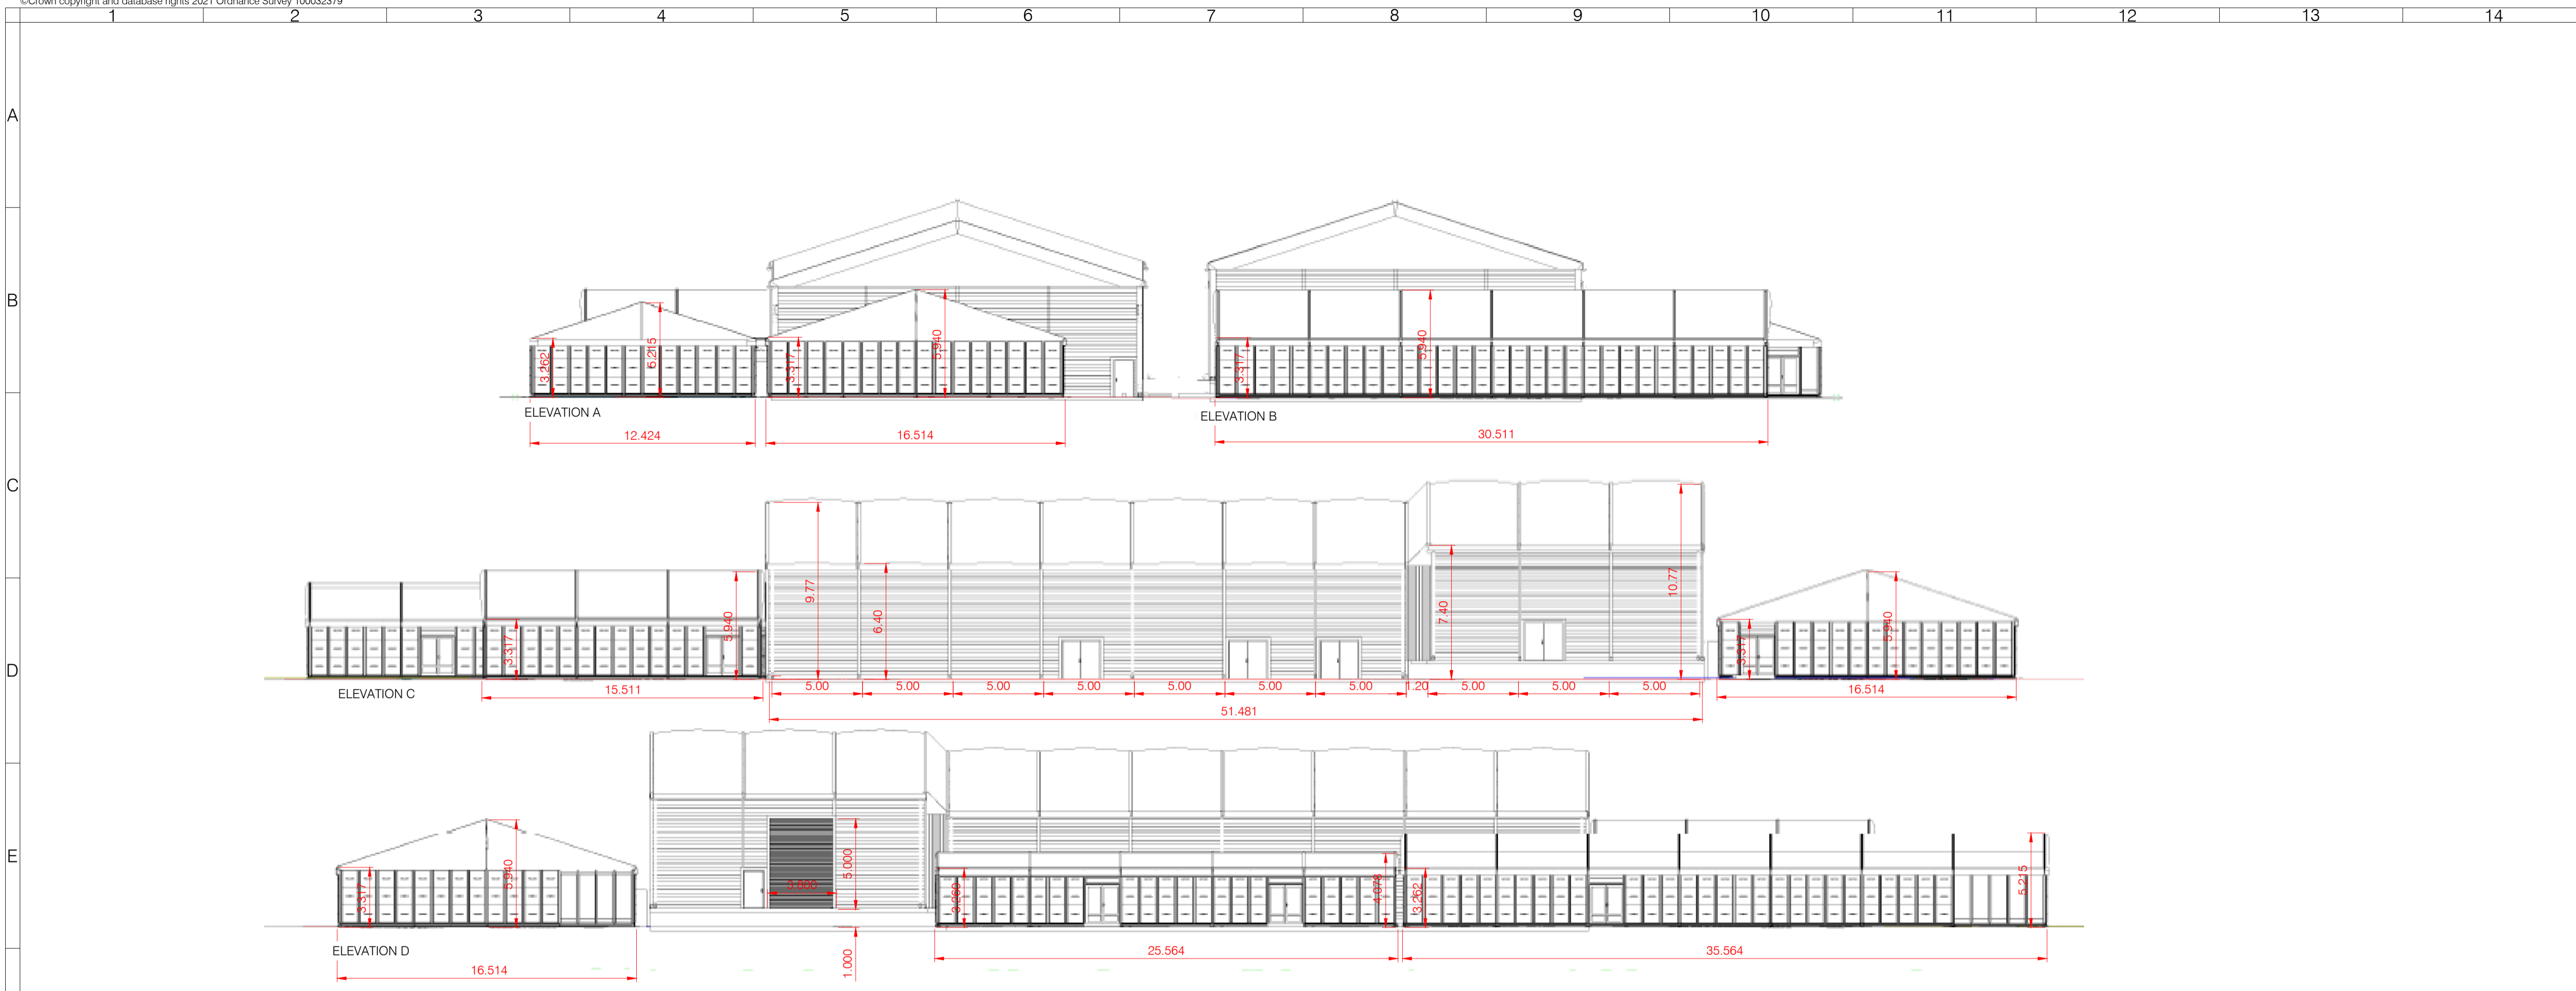 ©Crown copyright and database rights 2021 Ordnance Survey 100032379
1 2 3 4 5 6 7 8 9 10 11 12 13 14
A
B
3.262 5.215 3.317 5.940 3.317 5.940
ELEVATION A ELEVATION B
12.424 16.514 30.511
C
9.77 6.40 7.40 10.77
3.317 5.940 3.317 5.940
D
ELEVATION C
15.511 5.00 5.00 5.00 5.00 5.00 5.00 5.00 1.20 5.00 5.00 5.00 16.514
51.481
E
3.317 5.940 5.000 3.260 4.078 3.262 5.215
ELEVATION D
16.514 1.000 25.564 35.564